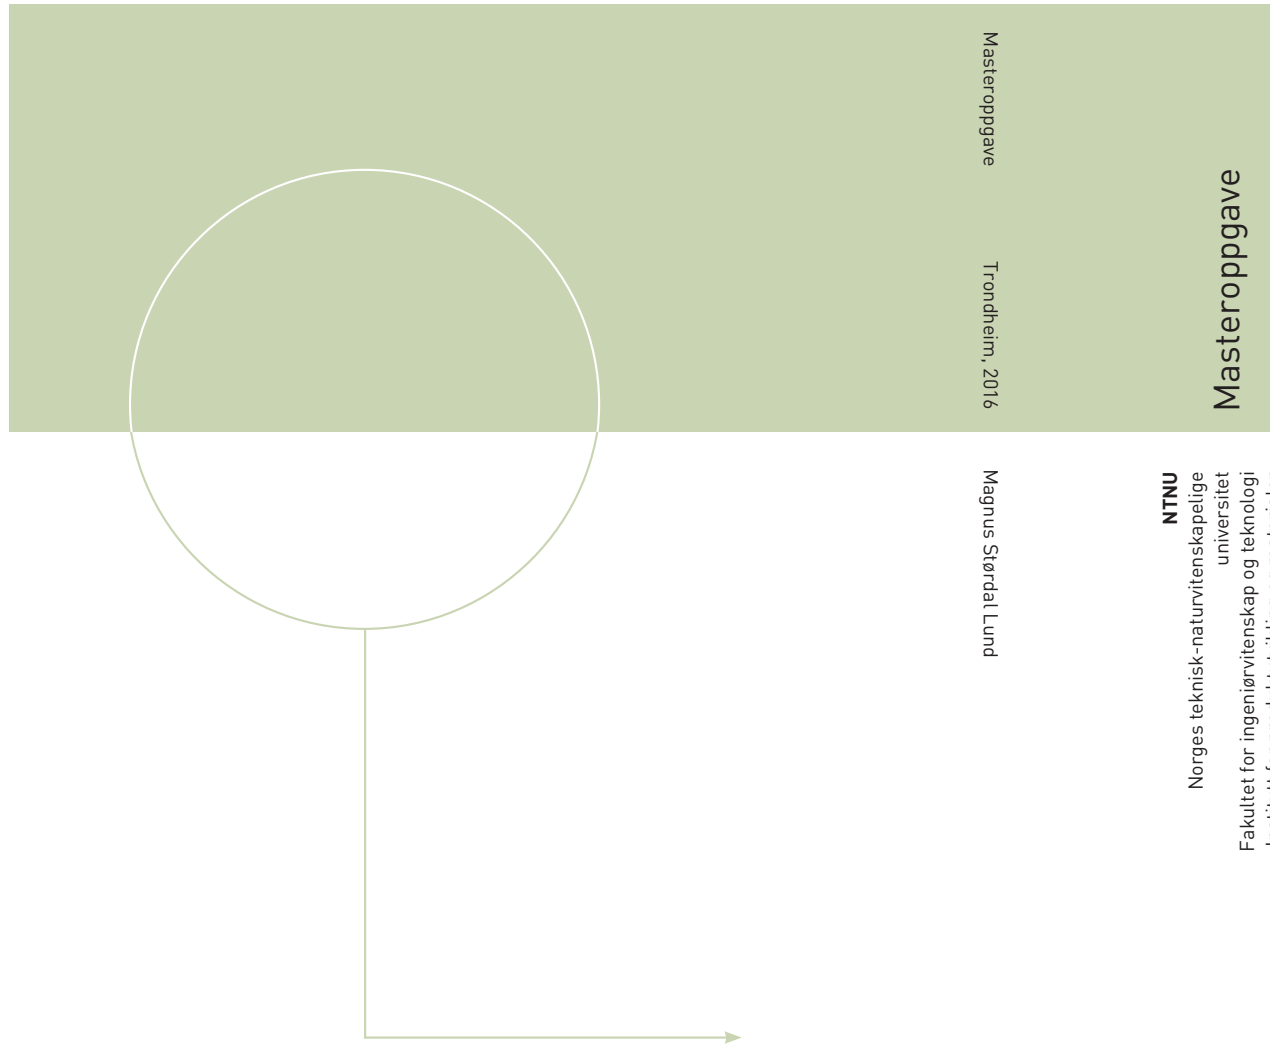 Masteroppgave
Trondheim, 2016
Magnus Størdal Lund
Masteroppgave
NTNU
Norges teknisk-naturvitenskapelige
universitet
Fakultet for ingeniørvitenskap og teknologi